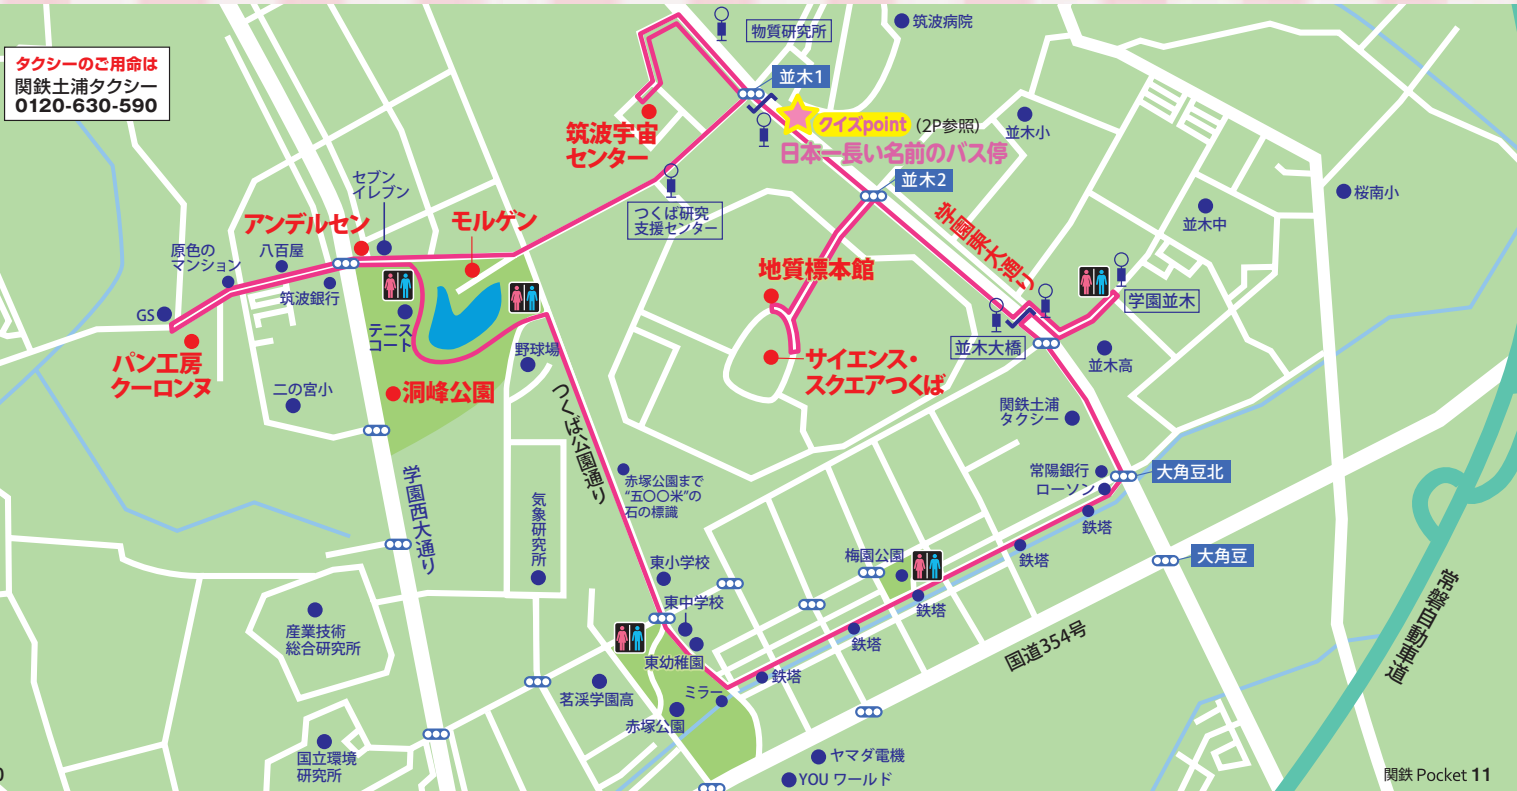 タクシーのご用命は
関鉄土浦タクシー
0120-630-590
物質研究所
筑波病院
並木1
クイズpoint (2P参照)
日本一長い名前のバス停
並木小
筑波宇宙
センター
並木2
桜南小
セブン
イレブン
つくば研究
支援センター
並木中
アンデルセン
モルゲン
学園東大通り
原色の
マンション
八百屋
地質標本館
筑波銀行
学園並木
GS
テニス
コート
並木大橋
野球場
パン工房
クーロンヌ
サイエンス・
スクエアつくば
並木高
二の宮小
洞峰公園
つくば公園通り
関鉄土浦
タクシー
学園西大通り
赤塚公園まで
“五〇〇米”の
石の標識
常陽銀行
大角豆北
ローソン
気象研究所
鉄塔
梅園公園
鉄塔
大角豆
東小学校
東中学校
鉄塔
常磐自動車道
産業技術
総合研究所
鉄塔
国道354号
東幼稚園
鉄塔
茗渓学園高
ミラー
赤塚公園
国立環境
研究所
ヤマダ電機
YOU ワールド
関鉄 Pocket 11